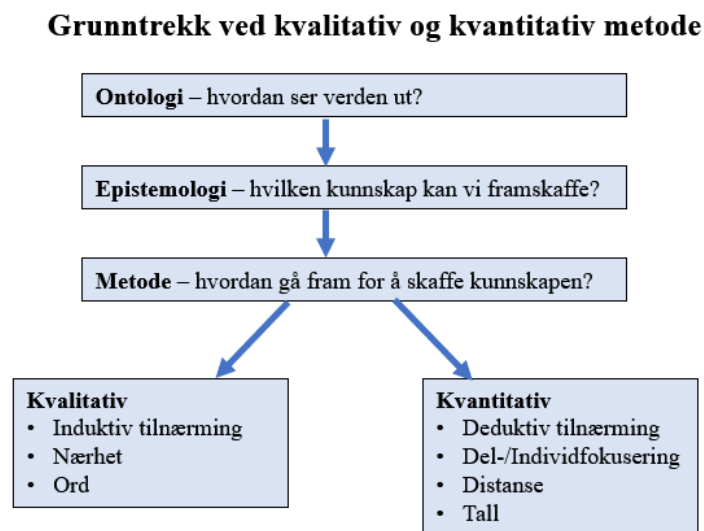 Grunntrekk ved kvalitativ og kvantitativ metode
Ontologi – hvordan ser verden ut?
Epistemologi – hvilken kunnskap kan vi framskaffe?
Metode – hvordan gå fram for å skaffe kunnskapen?
Kvalitativ
• Induktiv tilnærming
• Nærhet
• Ord
Kvantitativ
• Deduktiv tilnærming
• Del-/Individfokusering
• Distanse
• Tall